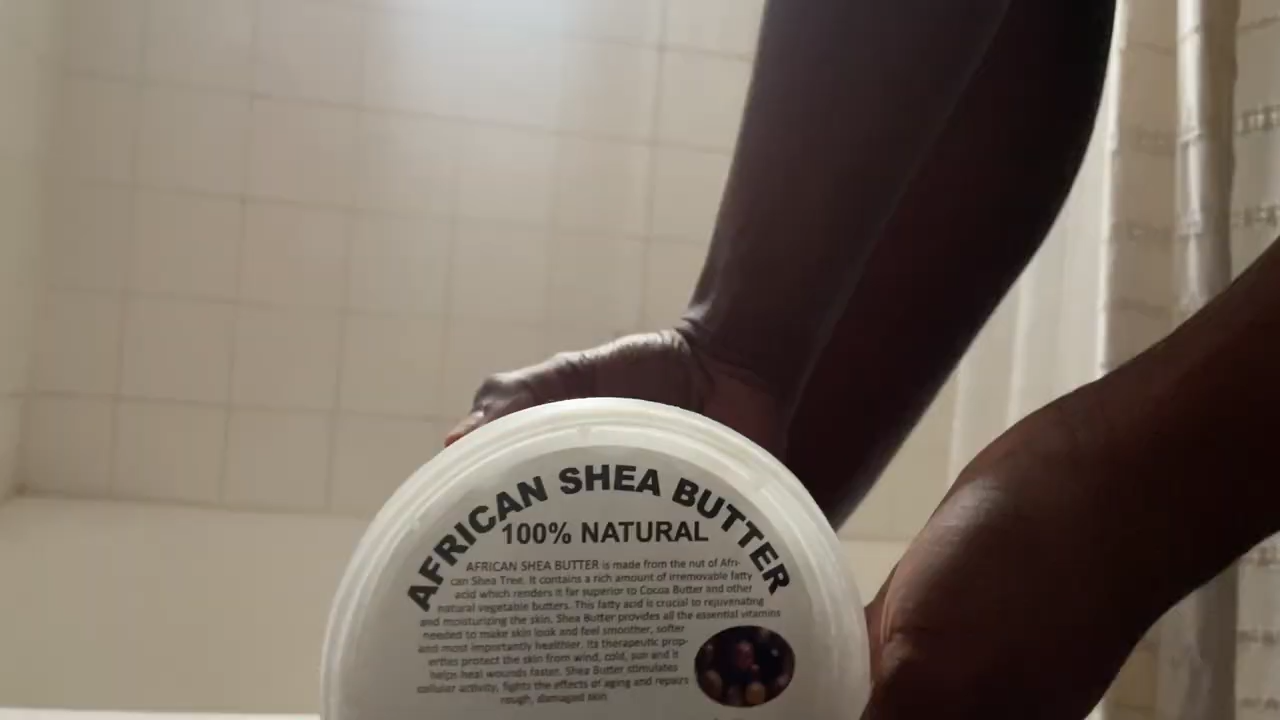 AFRICAN SHEA BUTTER
100% NATURAL
AFRICAN SHEA BUTTER is made from the nut of Afri-
can Shea Tree. It contains a rich amount of irremovable fatty
acid which renders it far superior to Cocoa Butter and other
natural vegetable butters. This fatty acid is crucial to rejuvenating
and moisturizing the skin. Shea Butter provides all the essential vitamins
needed to make skin look and feel smoother, softer
and most importantly healthier. Its therapeutic prop-
erties protect the skin from wind, cold, sun and it
helps heal wounds faster. Shea Butter stimulates
cellular activity, fights the effects of aging and repairs
rough, damaged skin